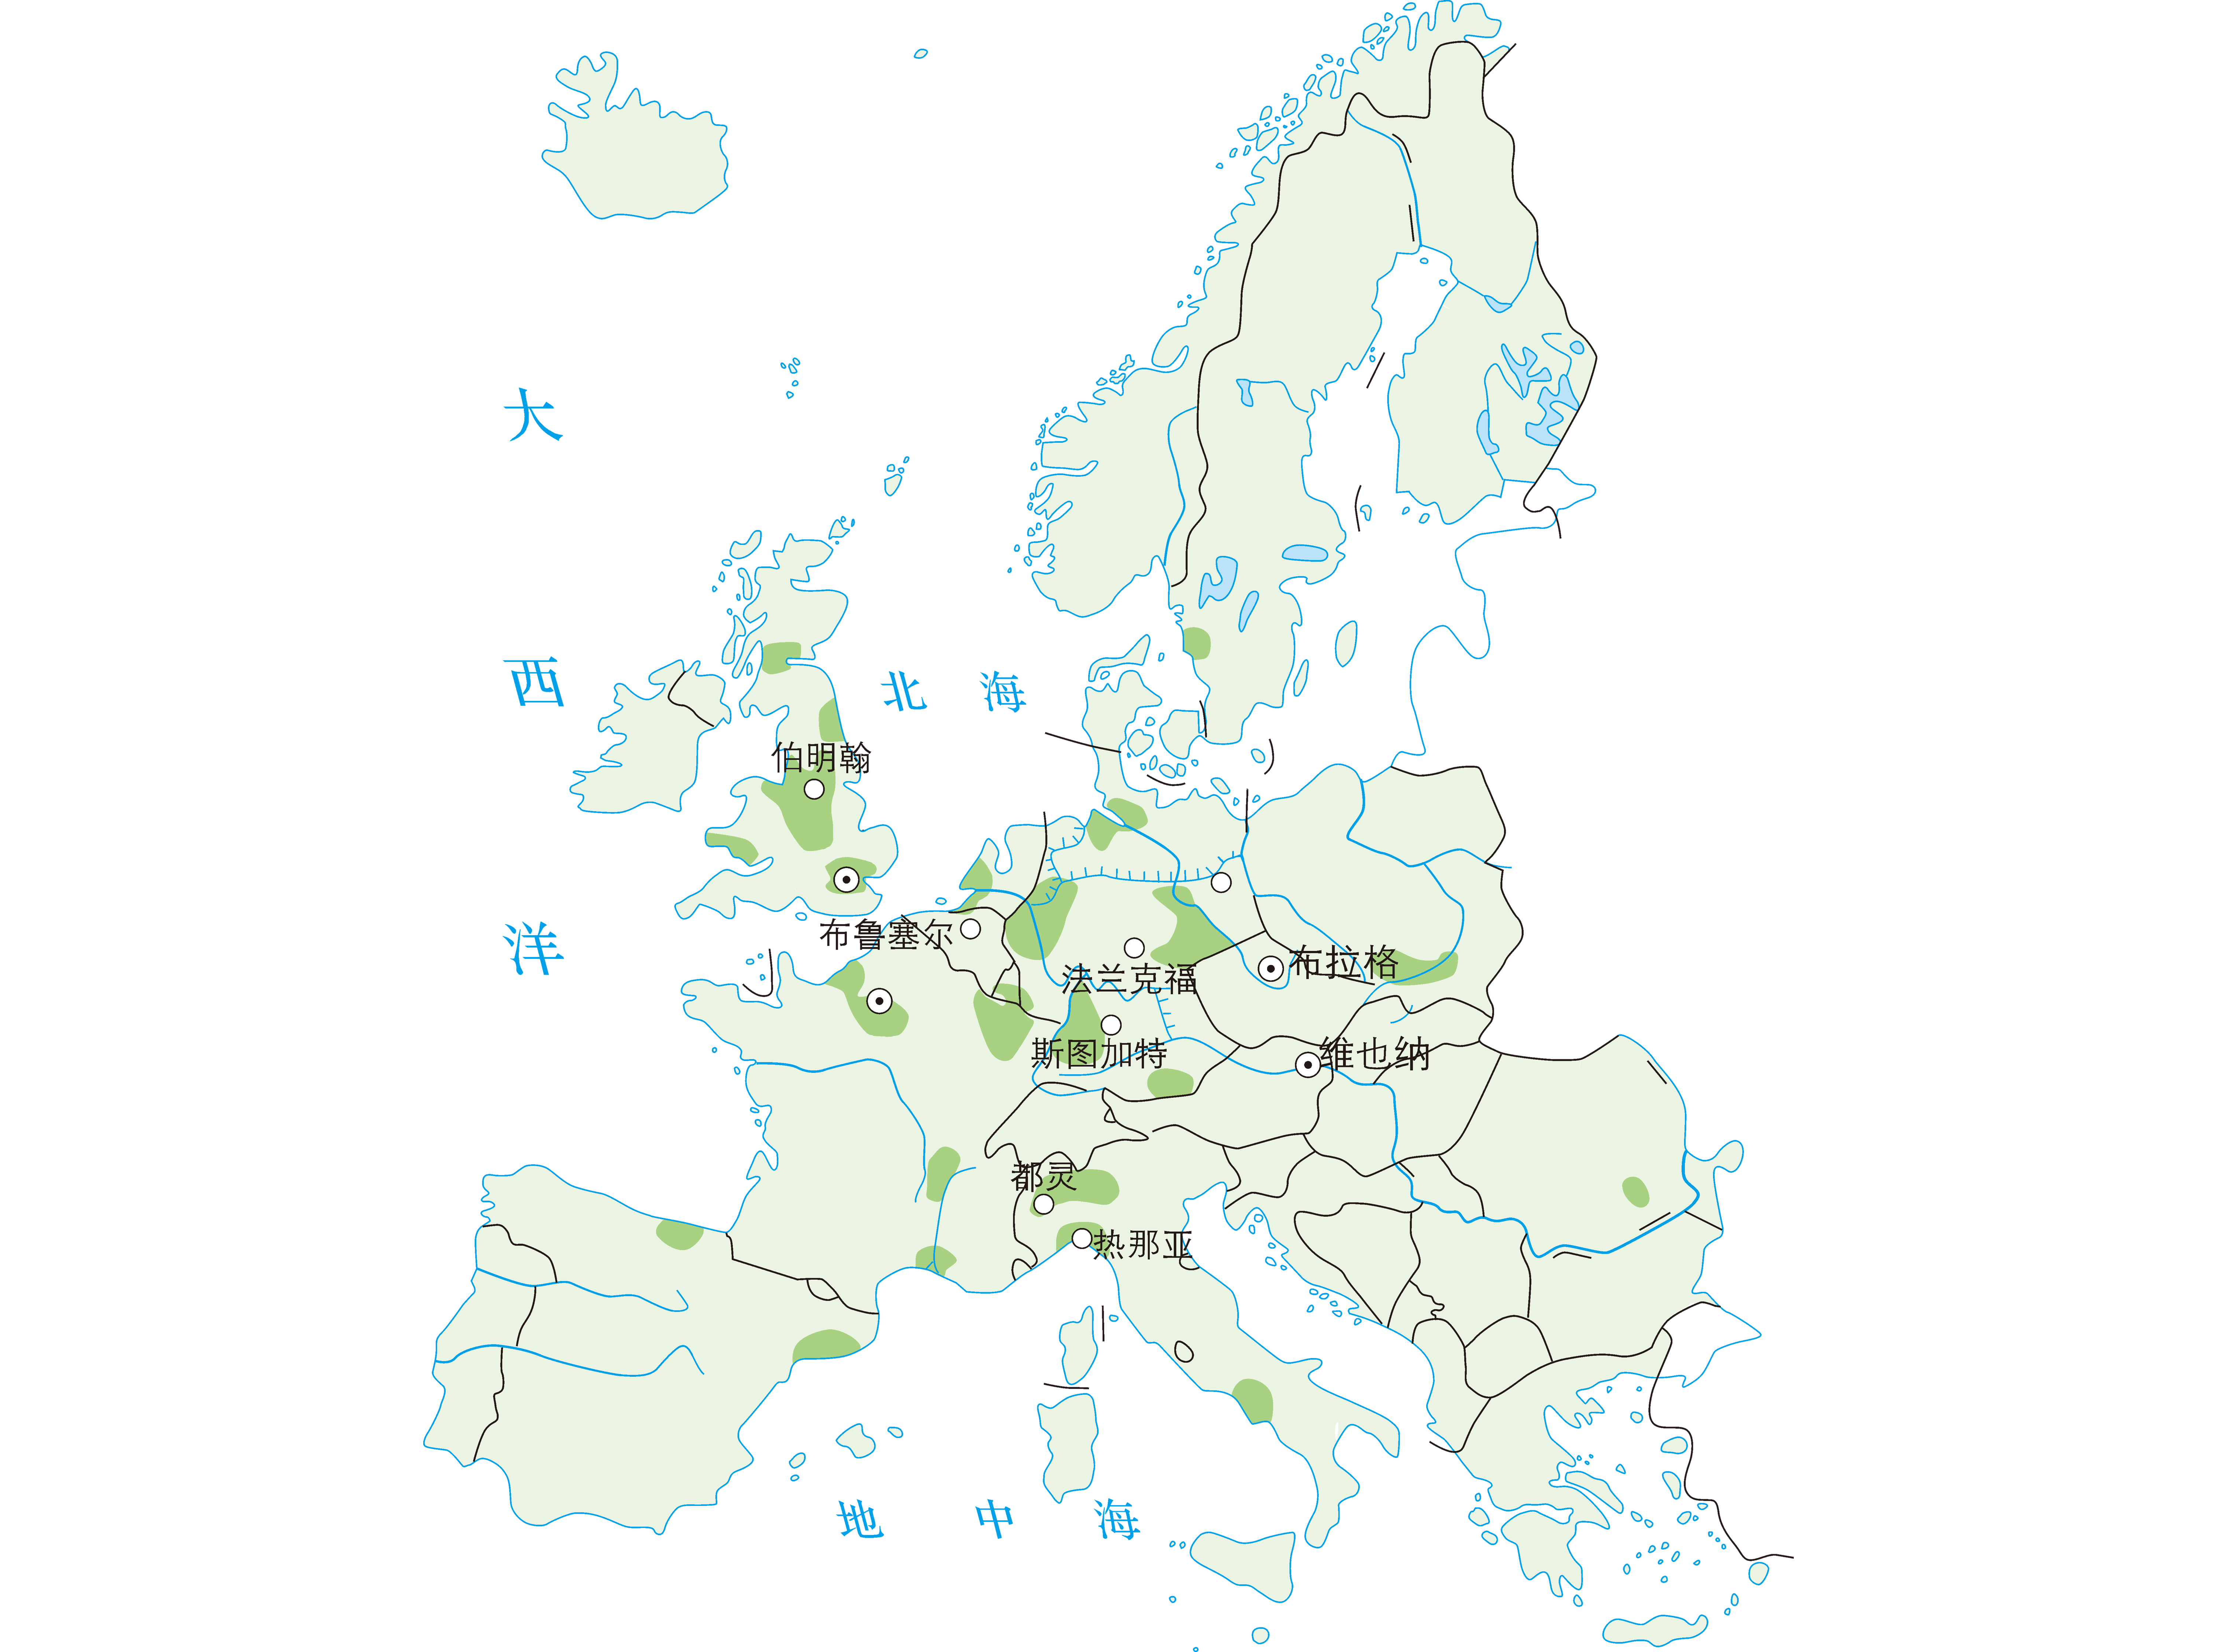 大
西
洋
北海
伯明翰
布鲁塞尔
布拉格
法兰克福
斯图加特
维也纳
都灵
热那亚
地中海